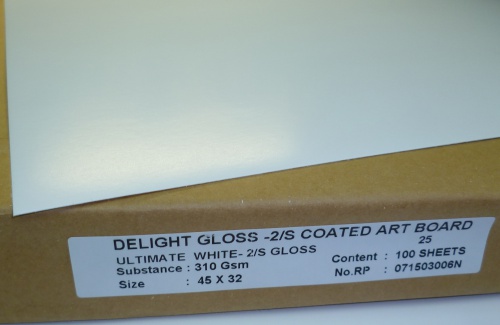 DELIGHT GLOSS -2/S COATED ART BOARD
25
ULTIMATE WHITE- 2/S GLOSS
Substance : 310 Gsm
Size : 45 X 32
Content : 100 SHEETS
No.RP : 071503006N